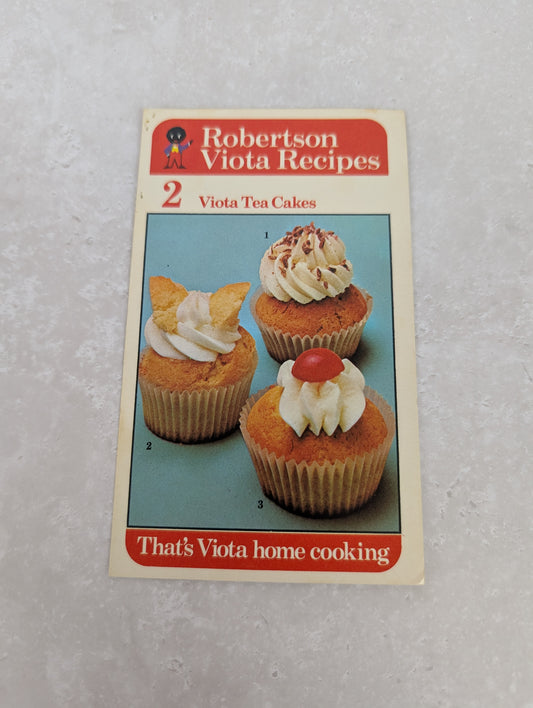 Robertson
Viota Recipes
2 Viota Tea Cakes
1
2
3
That's Viota home cooking